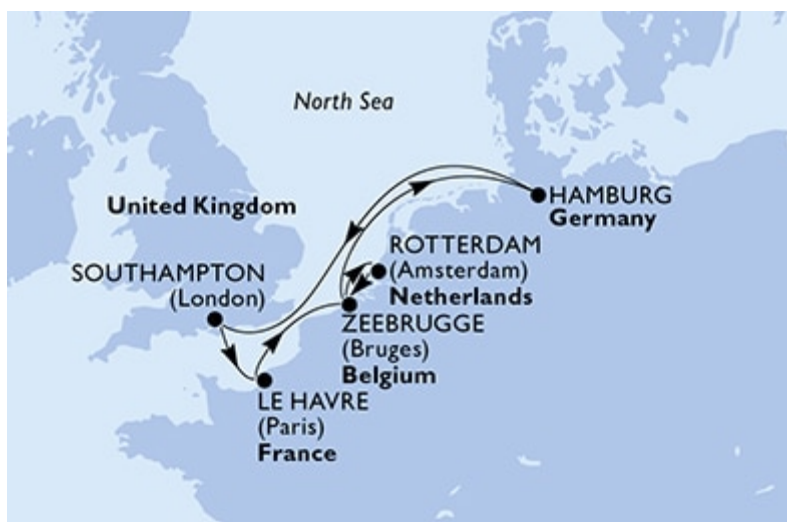 North Sea
United Kingdom
HAMBURG
Germany
ROTTERDAM
(Amsterdam)
Netherlands
SOUTHAMPTON
(London)
ZEEBRUGGE
(Bruges)
Belgium
LE HAVRE
(Paris)
France